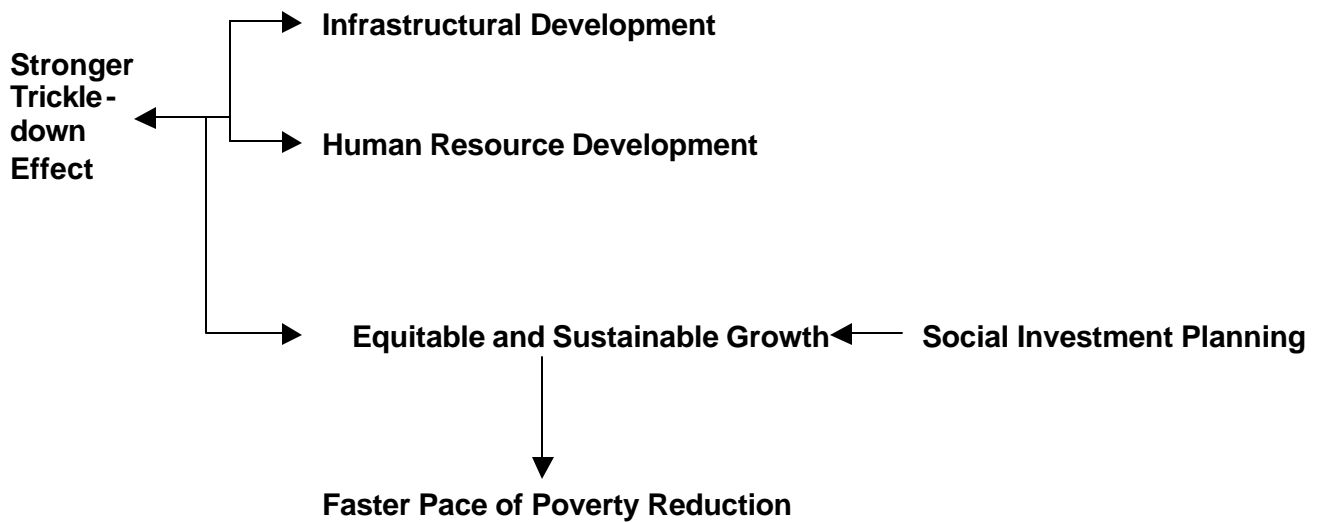 Infrastructural Development
Stronger
Trickle-
down
Effect
Human Resource Development
Equitable and Sustainable Growth
Social Investment Planning
Faster Pace of Poverty Reduction